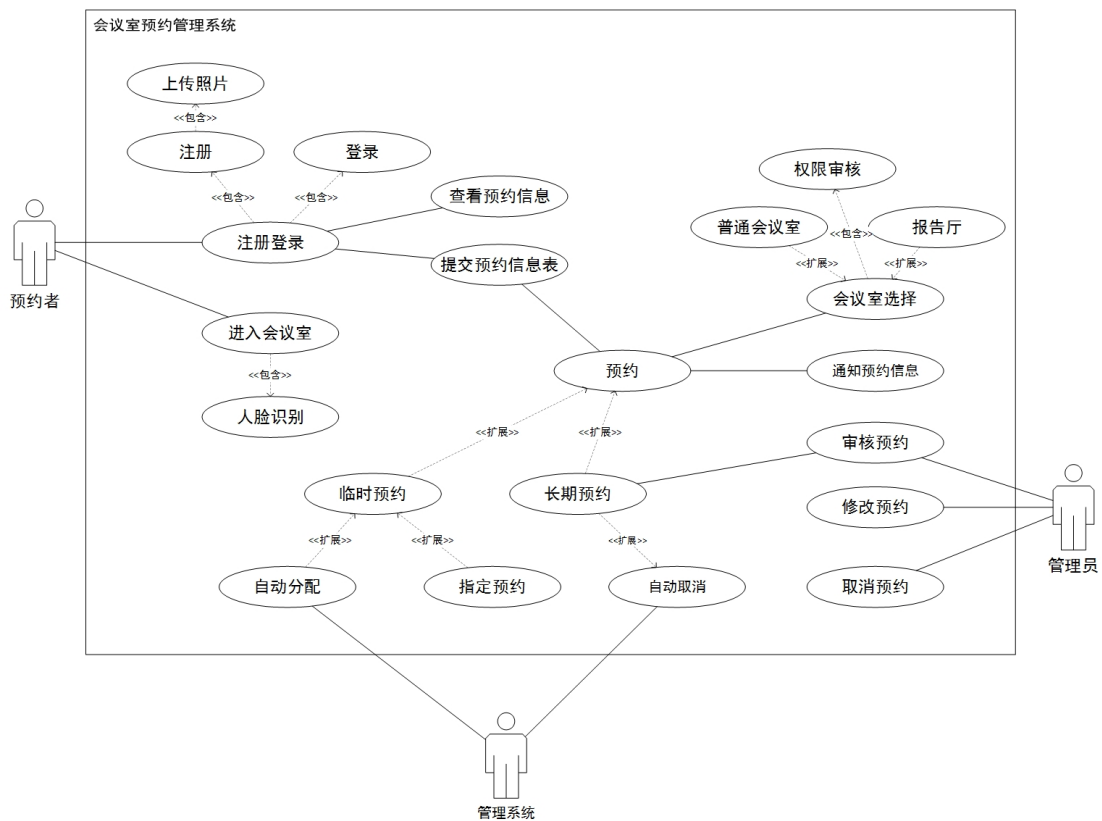 会议室预约管理系统
上传照片
<<包含>>
注册
登录
权限审核
<<包含>>
<<包含>>
查看预约信息
普通会议室
<<包含>>
报告厅
注册登录
提交预约信息表
<<扩展>>
<<扩展>>
预约者
会议室选择
进入会议室
<<包含>>
预约
通知预约信息
人脸识别
<<扩展>>
<<扩展>>
审核预约
临时预约
长期预约
修改预约
<<扩展>>
<<扩展>>
<<扩展>>
管理员
自动分配
指定预约
自动取消
取消预约
管理系统